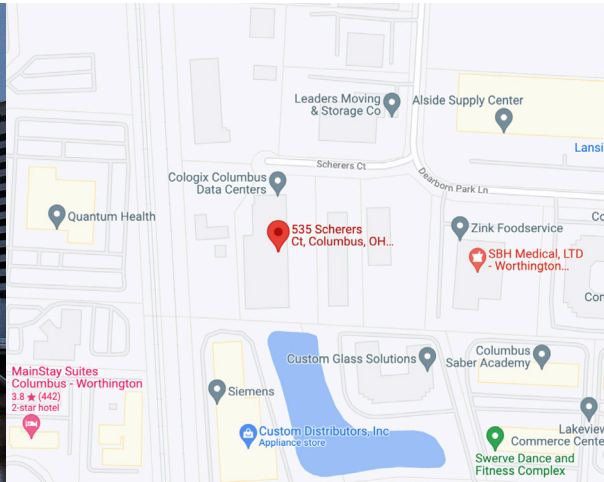 Leaders Moving
& Storage Co
Alside Supply Center
Lansi
Scherers Ct
Dearborn Park Ln
Cologix Columbus
Data Centers
Quantum Health
535 Scherers
Ct, Columbus, OH...
Zink Foodservice
Co
SBH Medical, LTD
- Worthington...
Con
Custom Glass Solutions
Columbus
Saber Academy
MainStay Suites
Columbus - Worthington
3.8 ★ (442)
2-star hotel
Siemens
Custom Distributors, Inc
Appliance store
Lakeview
Commerce Cente
Swerve Dance and
Fitness Complex